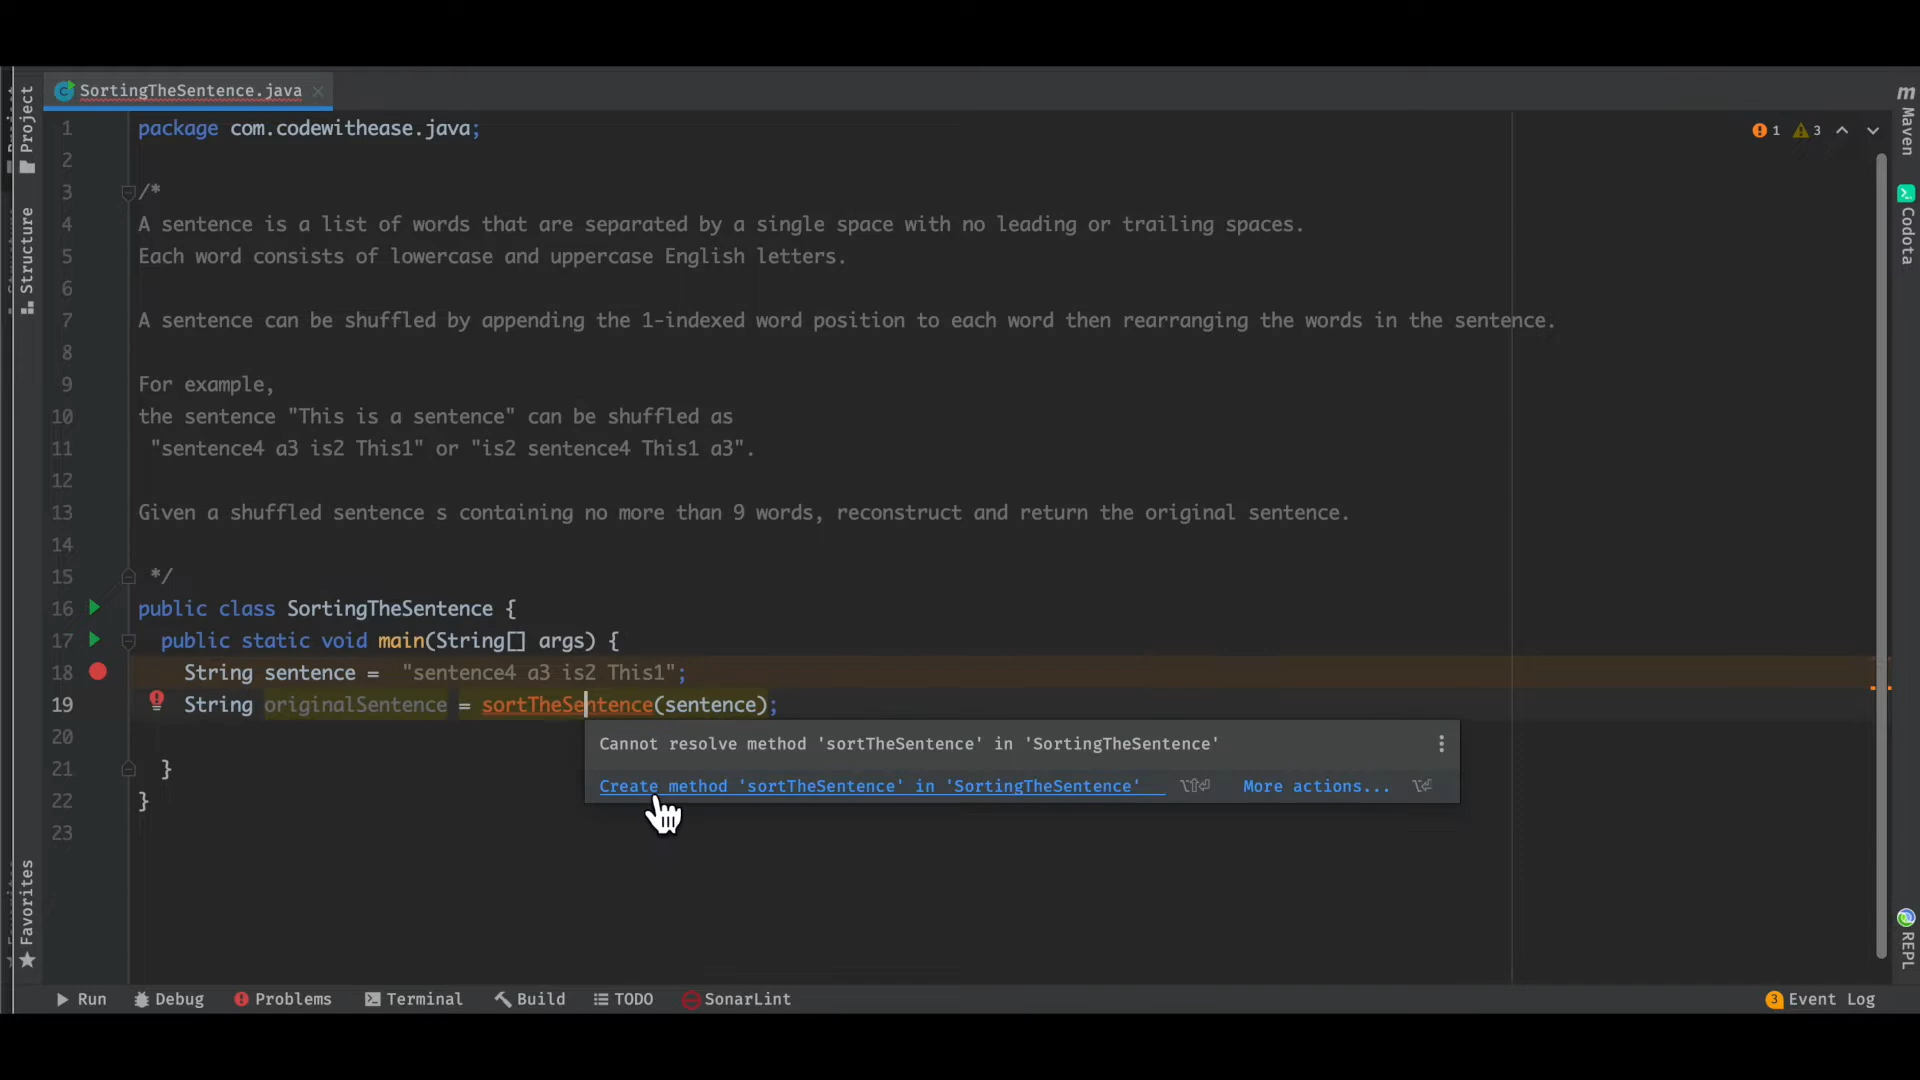 SortingTheSentence.java
Project
Structure
Favorites
Maven
Codota
REPL
1 3
1 package com.codewithease.java;
2
3 /*
4 A sentence is a list of words that are separated by a single space with no leading or trailing spaces.
5 Each word consists of lowercase and uppercase English letters.
6
7 A sentence can be shuffled by appending the 1-indexed word position to each word then rearranging the words in the sentence.
8
9 For example,
10 the sentence "This is a sentence" can be shuffled as
11 "sentence4 a3 is2 This1" or "is2 sentence4 This1 a3".
12
13 Given a shuffled sentence s containing no more than 9 words, reconstruct and return the original sentence.
14
15 */
16 public class SortingTheSentence {
17 public static void main(String[] args) {
18 String sentence = "sentence4 a3 is2 This1";
19 String originalSentence = sortTheSentence(sentence);
20
Cannot resolve method 'sortTheSentence' in 'SortingTheSentence'
21 }
Create method 'sortTheSentence' in 'SortingTheSentence' ⌥⇧⏎ More actions... ⌥⏎
22 }
23
Run Debug Problems Terminal Build TODO SonarLint 3 Event Log